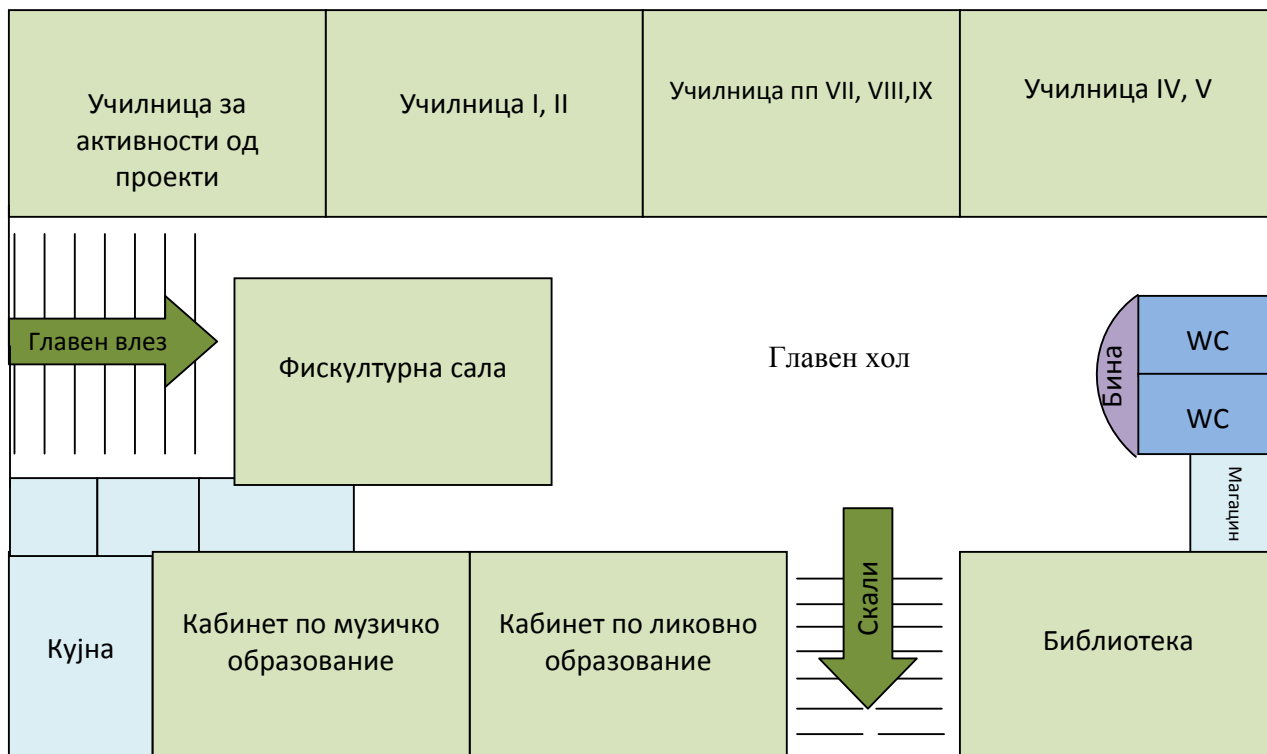 Училница за
активности од
проекти
Училница I, II
Училница пп VII, VIII,IX
Училница IV, V
Главен влез
Фискултурна сала
Главен хол
Бина
WC
WC
Магацин
Кујна
Кабинет по музичко
образование
Кабинет по ликовно
образование
Скали
Библиотека